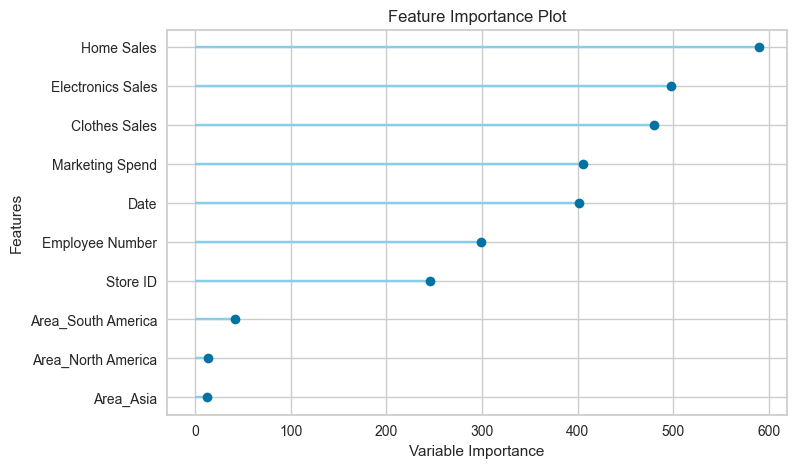 Feature Importance Plot
Home Sales
Electronics Sales
Clothes Sales
Marketing Spend
Date
Employee Number
Store ID
Area_South America
Area_North America
Area_Asia
Features
0 100 200 300 400 500 600
Variable Importance